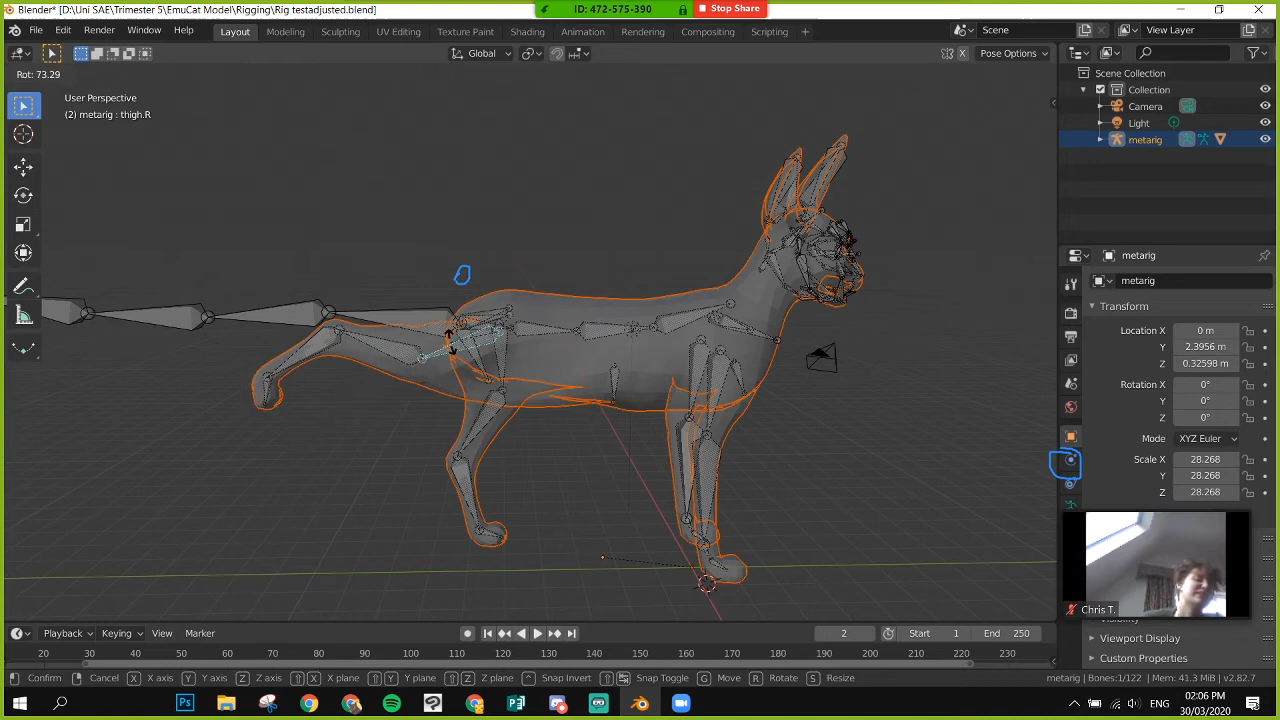 Blender* [D:\Uni SAE\Trimester 5\EmuCat Model\Rigging\Rig testadjusted.blend]
ID: 472-575-390
Stop Share
File Edit Render Window Help
Layout Modeling Sculpting UV Editing Texture Paint Shading Animation Rendering Compositing Scripting +
Scene
View Layer
Global
X
Pose Options
Rot: 73.29
User Perspective
(2) metarig : thigh.R
Scene Collection
Collection
Camera
Light
metarig
metarig
metarig
Transform
Location X 0 m
Y 2.3956 m
Z 0.32598 m
Rotation X 0°
Y 0°
Z 0°
Mode XYZ Euler
Scale X 28.268
Y 28.268
Z 28.268
Chris T.
Viewport Display
Custom Properties
Playback Keying View Marker
2
Start 1
End 250
20 30 40 50 60 70 80 90 100 110 120 130 140 150 160 170 180 190 200 210 220 230
Confirm Cancel X X axis Y Y axis Z Z axis X X plane Y Y plane Z Z plane Snap Invert Snap Toggle G Move R Rotate S Resize
metarig | Bones:1/122 | Mem: 41.3 MiB | v2.82.7
Ps
P
ENG
02:06 PM
30/03/2020